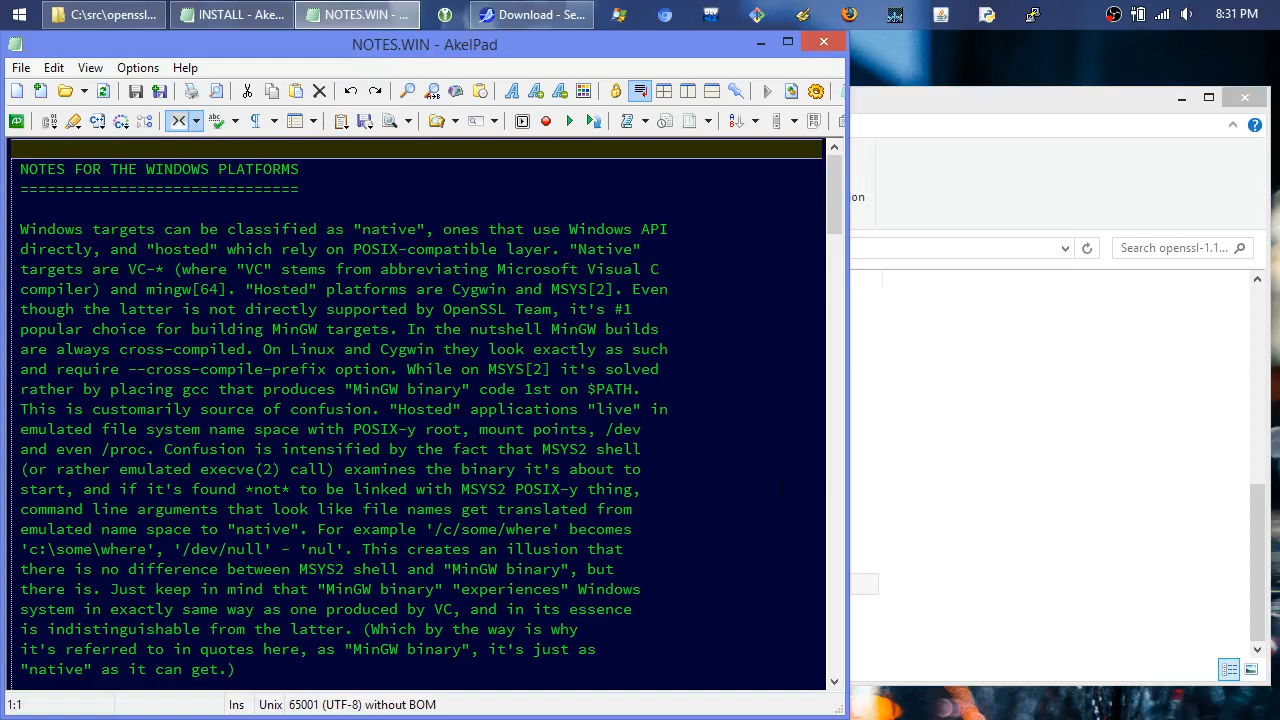 C:\src\openssl...
INSTALL - Ake...
NOTES.WIN - ...
Download - Se...
8:31 PM
NOTES.WIN - AkelPad
File Edit View Options Help
NOTES FOR THE WINDOWS PLATFORMS
===============================
Windows targets can be classified as "native", ones that use Windows API
directly, and "hosted" which rely on POSIX-compatible layer. "Native"
targets are VC-* (where "VC" stems from abbreviating Microsoft Visual C
compiler) and mingw[64]. "Hosted" platforms are Cygwin and MSYS[2]. Even
though the latter is not directly supported by OpenSSL Team, it's #1
popular choice for building MinGW targets. In the nutshell MinGW builds
are always cross-compiled. On Linux and Cygwin they look exactly as such
and require --cross-compile-prefix option. While on MSYS[2] it's solved
rather by placing gcc that produces "MinGW binary" code 1st on $PATH.
This is customarily source of confusion. "Hosted" applications "live" in
emulated file system name space with POSIX-y root, mount points, /dev
and even /proc. Confusion is intensified by the fact that MSYS2 shell
(or rather emulated execve(2) call) examines the binary it's about to
start, and if it's found *not* to be linked with MSYS2 POSIX-y thing,
command line arguments that look like file names get translated from
emulated name space to "native". For example '/c/some/where' becomes
'c:\some\where', '/dev/null' - 'nul'. This creates an illusion that
there is no difference between MSYS2 shell and "MinGW binary", but
there is. Just keep in mind that "MinGW binary" "experiences" Windows
system in exactly same way as one produced by VC, and in its essence
is indistinguishable from the latter. (Which by the way is why
it's referred to in quotes here, as "MinGW binary", it's just as
"native" as it can get.)
1:1
Ins
Unix
65001 (UTF-8) without BOM
on
Search openssl-1.1...